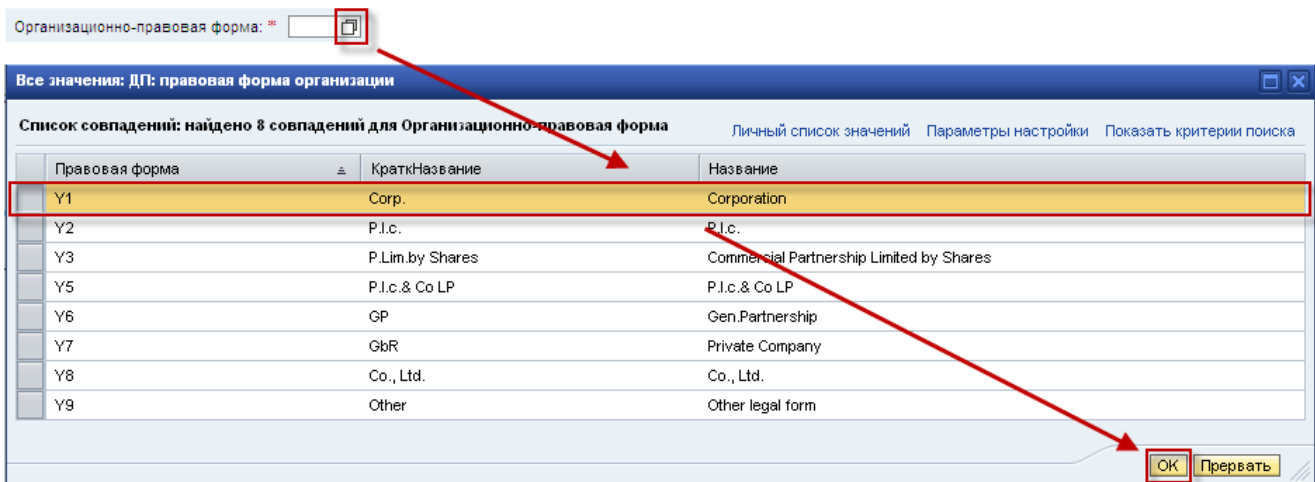 Организационно-правовая форма: *
Все значения: ДП: правовая форма организации
Список совпадений: найдено 8 совпадений для Организационно-правовая форма Личный список значений Параметры настройки Показать критерии поиска
Правовая форма КраткНазвание Название
Y1 Corp. Corporation
Y2 P.l.c. P.l.c.
Y3 P.Lim.by Shares Commercial Partnership Limited by Shares
Y5 P.l.c.& Co LP P.l.c.& Co LP
Y6 GP Gen.Partnership
Y7 GbR Private Company
Y8 Co., Ltd. Co., Ltd.
Y9 Other Other legal form
OK Прервать